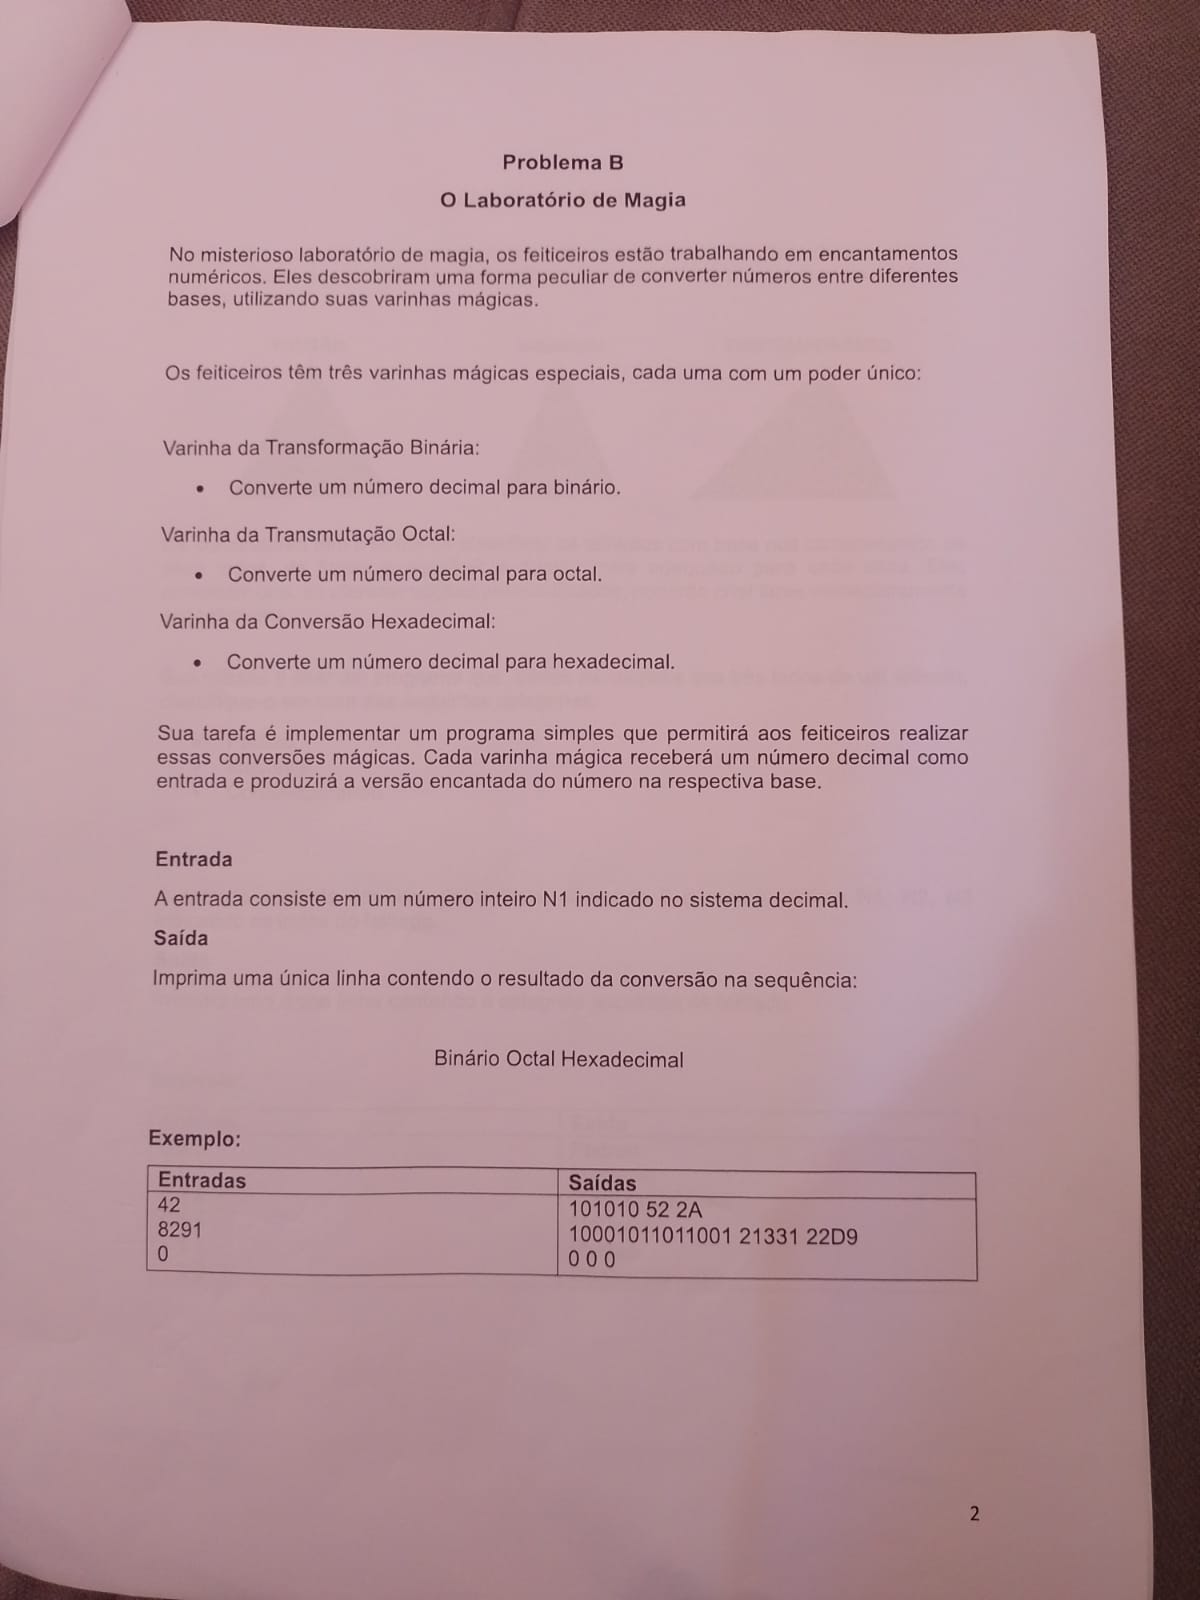 Problema B
O Laboratório de Magia
No misterioso laboratório de magia, os feiticeiros estão trabalhando em encantamentos
numéricos. Eles descobriram uma forma peculiar de converter números entre diferentes
bases, utilizando suas varinhas mágicas.
Os feiticeiros têm três varinhas mágicas especiais, cada uma com um poder único:
Varinha da Transformação Binária:
• Converte um número decimal para binário.
Varinha da Transmutação Octal:
• Converte um número decimal para octal.
Varinha da Conversão Hexadecimal:
• Converte um número decimal para hexadecimal.
Sua tarefa é implementar um programa simples que permitirá aos feiticeiros realizar
essas conversões mágicas. Cada varinha mágica receberá um número decimal como
entrada e produzirá a versão encantada do número na respectiva base.
Entrada
A entrada consiste em um número inteiro N1 indicado no sistema decimal.
Saída
Imprima uma única linha contendo o resultado da conversão na sequência:
Binário Octal Hexadecimal
Exemplo:
Entradas Saídas
42 101010 52 2A
8291 10001011011001 21331 22D9
0 0 0 0
2